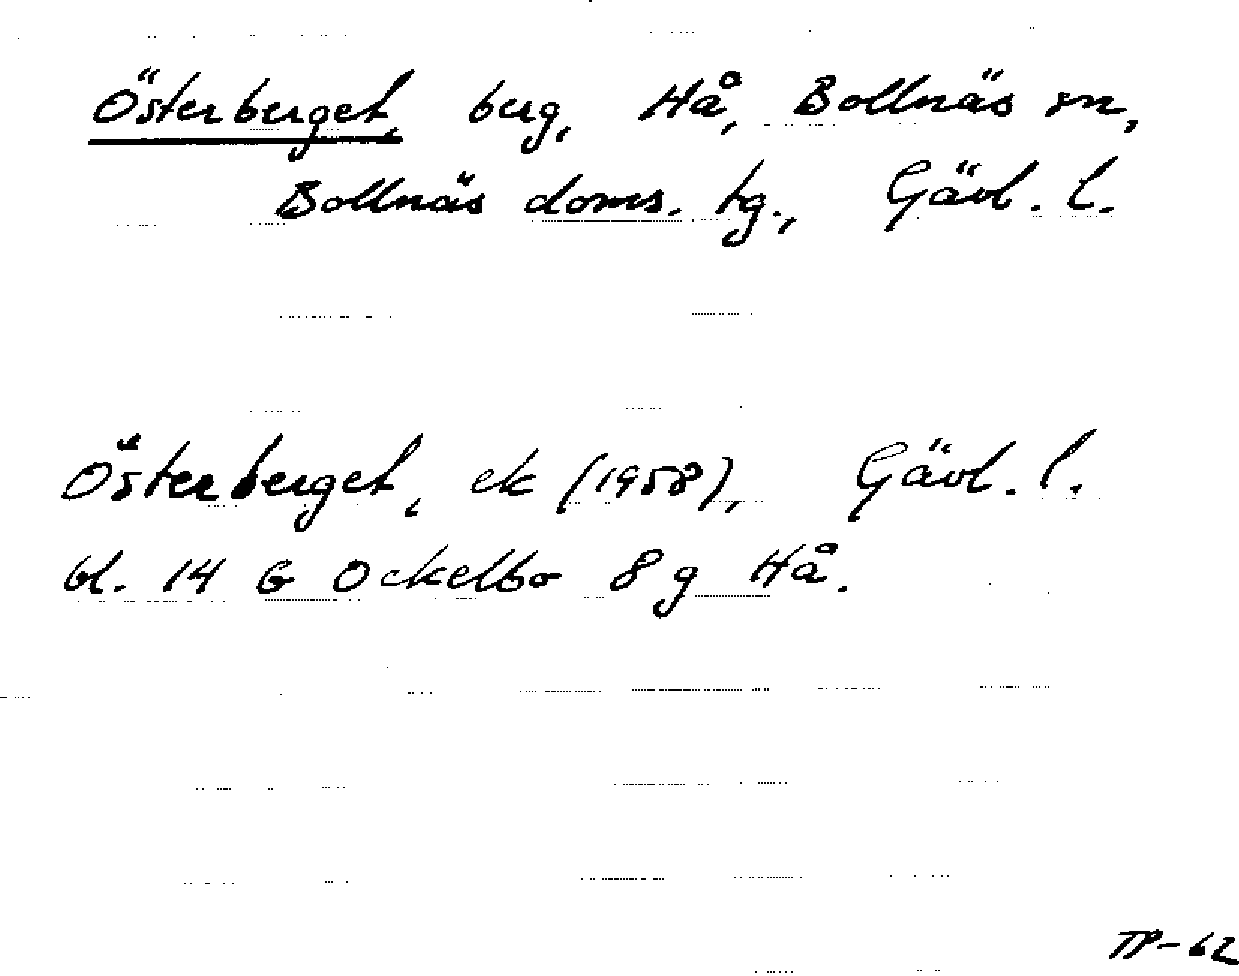 Österberget, berg, Hå, Bollnäs sn,
Bollnäs doms. tg., Gävl. l.
Österberget, ek (1958), Gävl. l.
bl. 14 G Ockelbo 8 g Hå.
TP-62